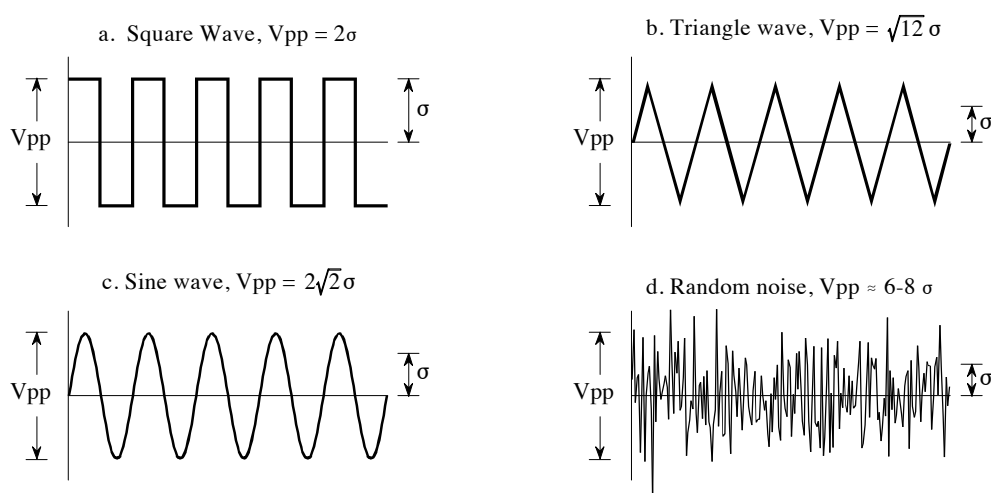 a. Square Wave, Vpp = 2σ
Vpp
σ
b. Triangle wave, Vpp = √12 σ
Vpp
σ
c. Sine wave, Vpp = 2√2 σ
Vpp
σ
d. Random noise, Vpp ≈ 6-8 σ
Vpp
σ